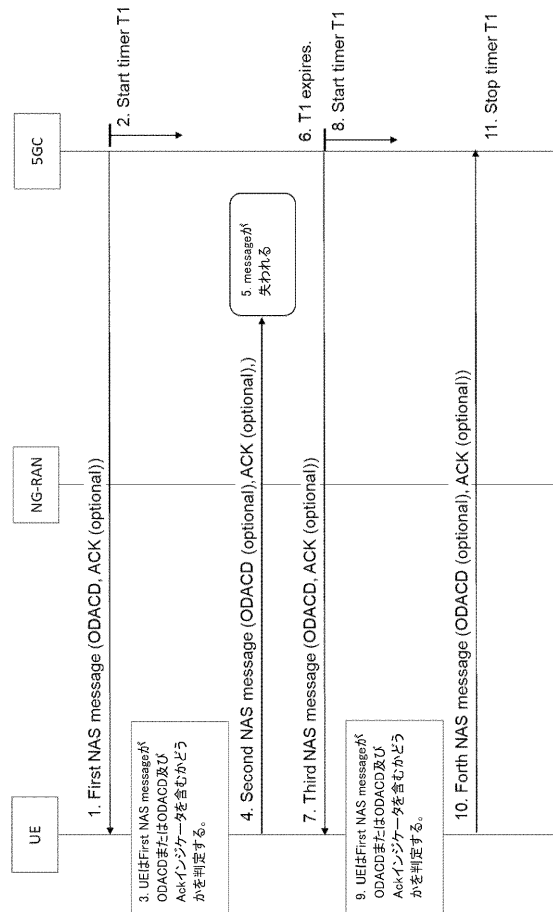 UE
NG-RAN
5GC
1. First NAS message (ODACD, ACK (optional))
2. Start timer T1
3. UEはFirst NAS messageが
ODACDまたはODACD及び
Ackインジケータを含むかどう
かを判定する。
4. Second NAS message (ODACD (optional), ACK (optional),)
5. messageが
失われる
6. T1 expires.
7. Third NAS message (ODACD, ACK (optional))
8. Start timer T1
9. UEはFirst NAS messageが
ODACDまたはODACD及び
Ackインジケータを含むかどう
かを判定する。
10. Forth NAS message (ODACD (optional), ACK (optional))
11. Stop timer T1